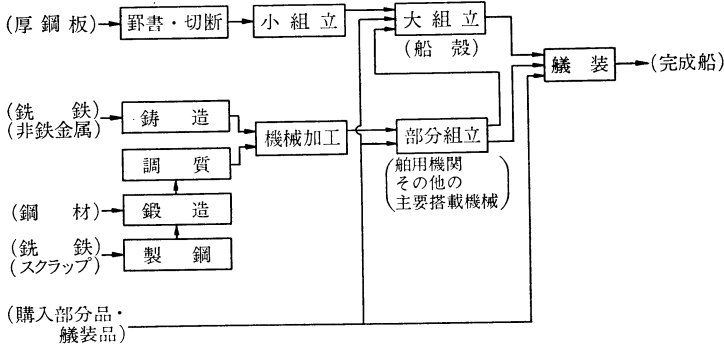 (厚鋼板)
罫書・切断
小組立
大組立
(船殻)
艤装
(完成船)
(銑鉄)
(非鉄金属)
鋳造
機械加工
部分組立
(舶用機関
その他の
主要搭載機械)
調質
(鋼材)
鍛造
(銑鉄)
(スクラップ)
製鋼
(購入部分品・
艤装品)